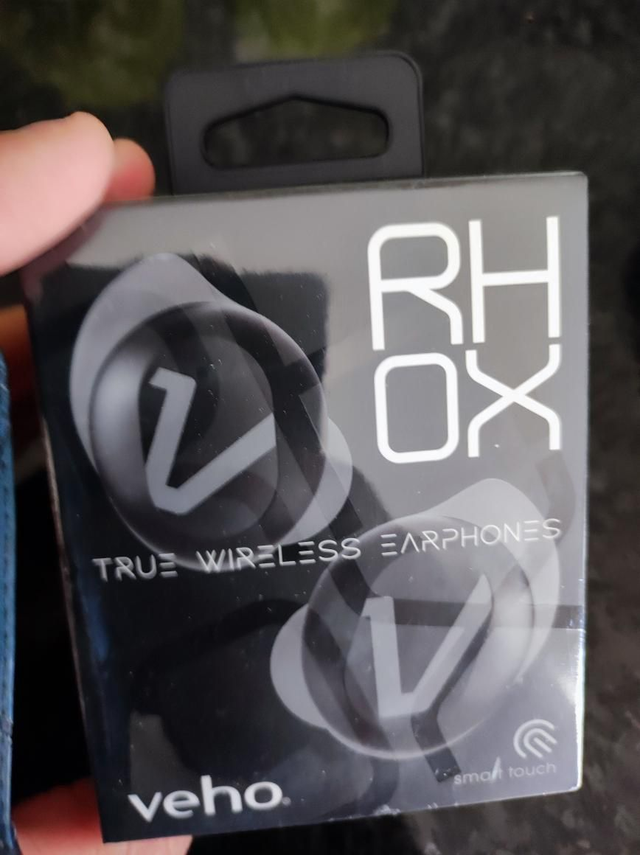 RH
OX
TRUE WIRELESS EARPHONES
smart touch
veho